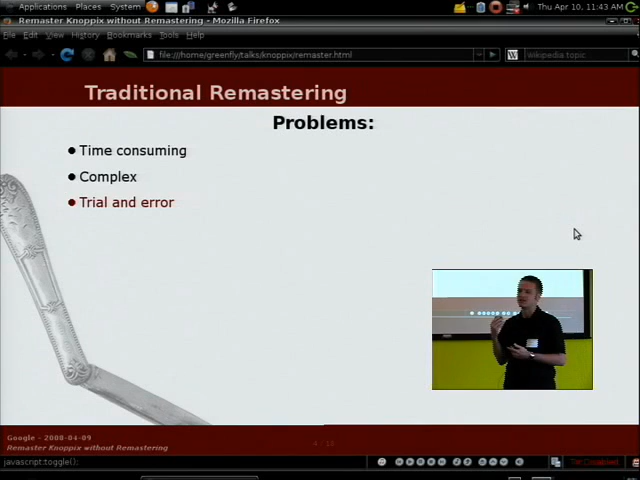 Applications Places System Thu Apr 10, 11:43 AM
Remaster Knoppix without Remastering - Mozilla Firefox
File Edit View History Bookmarks Tools Help
file:///home/greenfly/talks/knoppix/remaster.html W wikipedia topic
Traditional Remastering
Problems:
Time consuming
Complex
Trial and error
Google - 2008-04-09
Remaster Knoppix without Remastering
javascript:toggle(); Tor Disabled